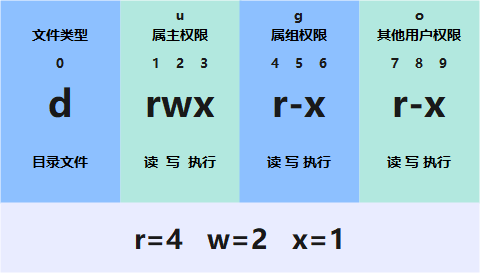 u g o
文件类型 属主权限 属组权限 其他用户权限
0 1 2 3 4 5 6 7 8 9
d rwx r-x r-x
目录文件 读 写 执行 读 写 执行 读 写 执行
r=4 w=2 x=1